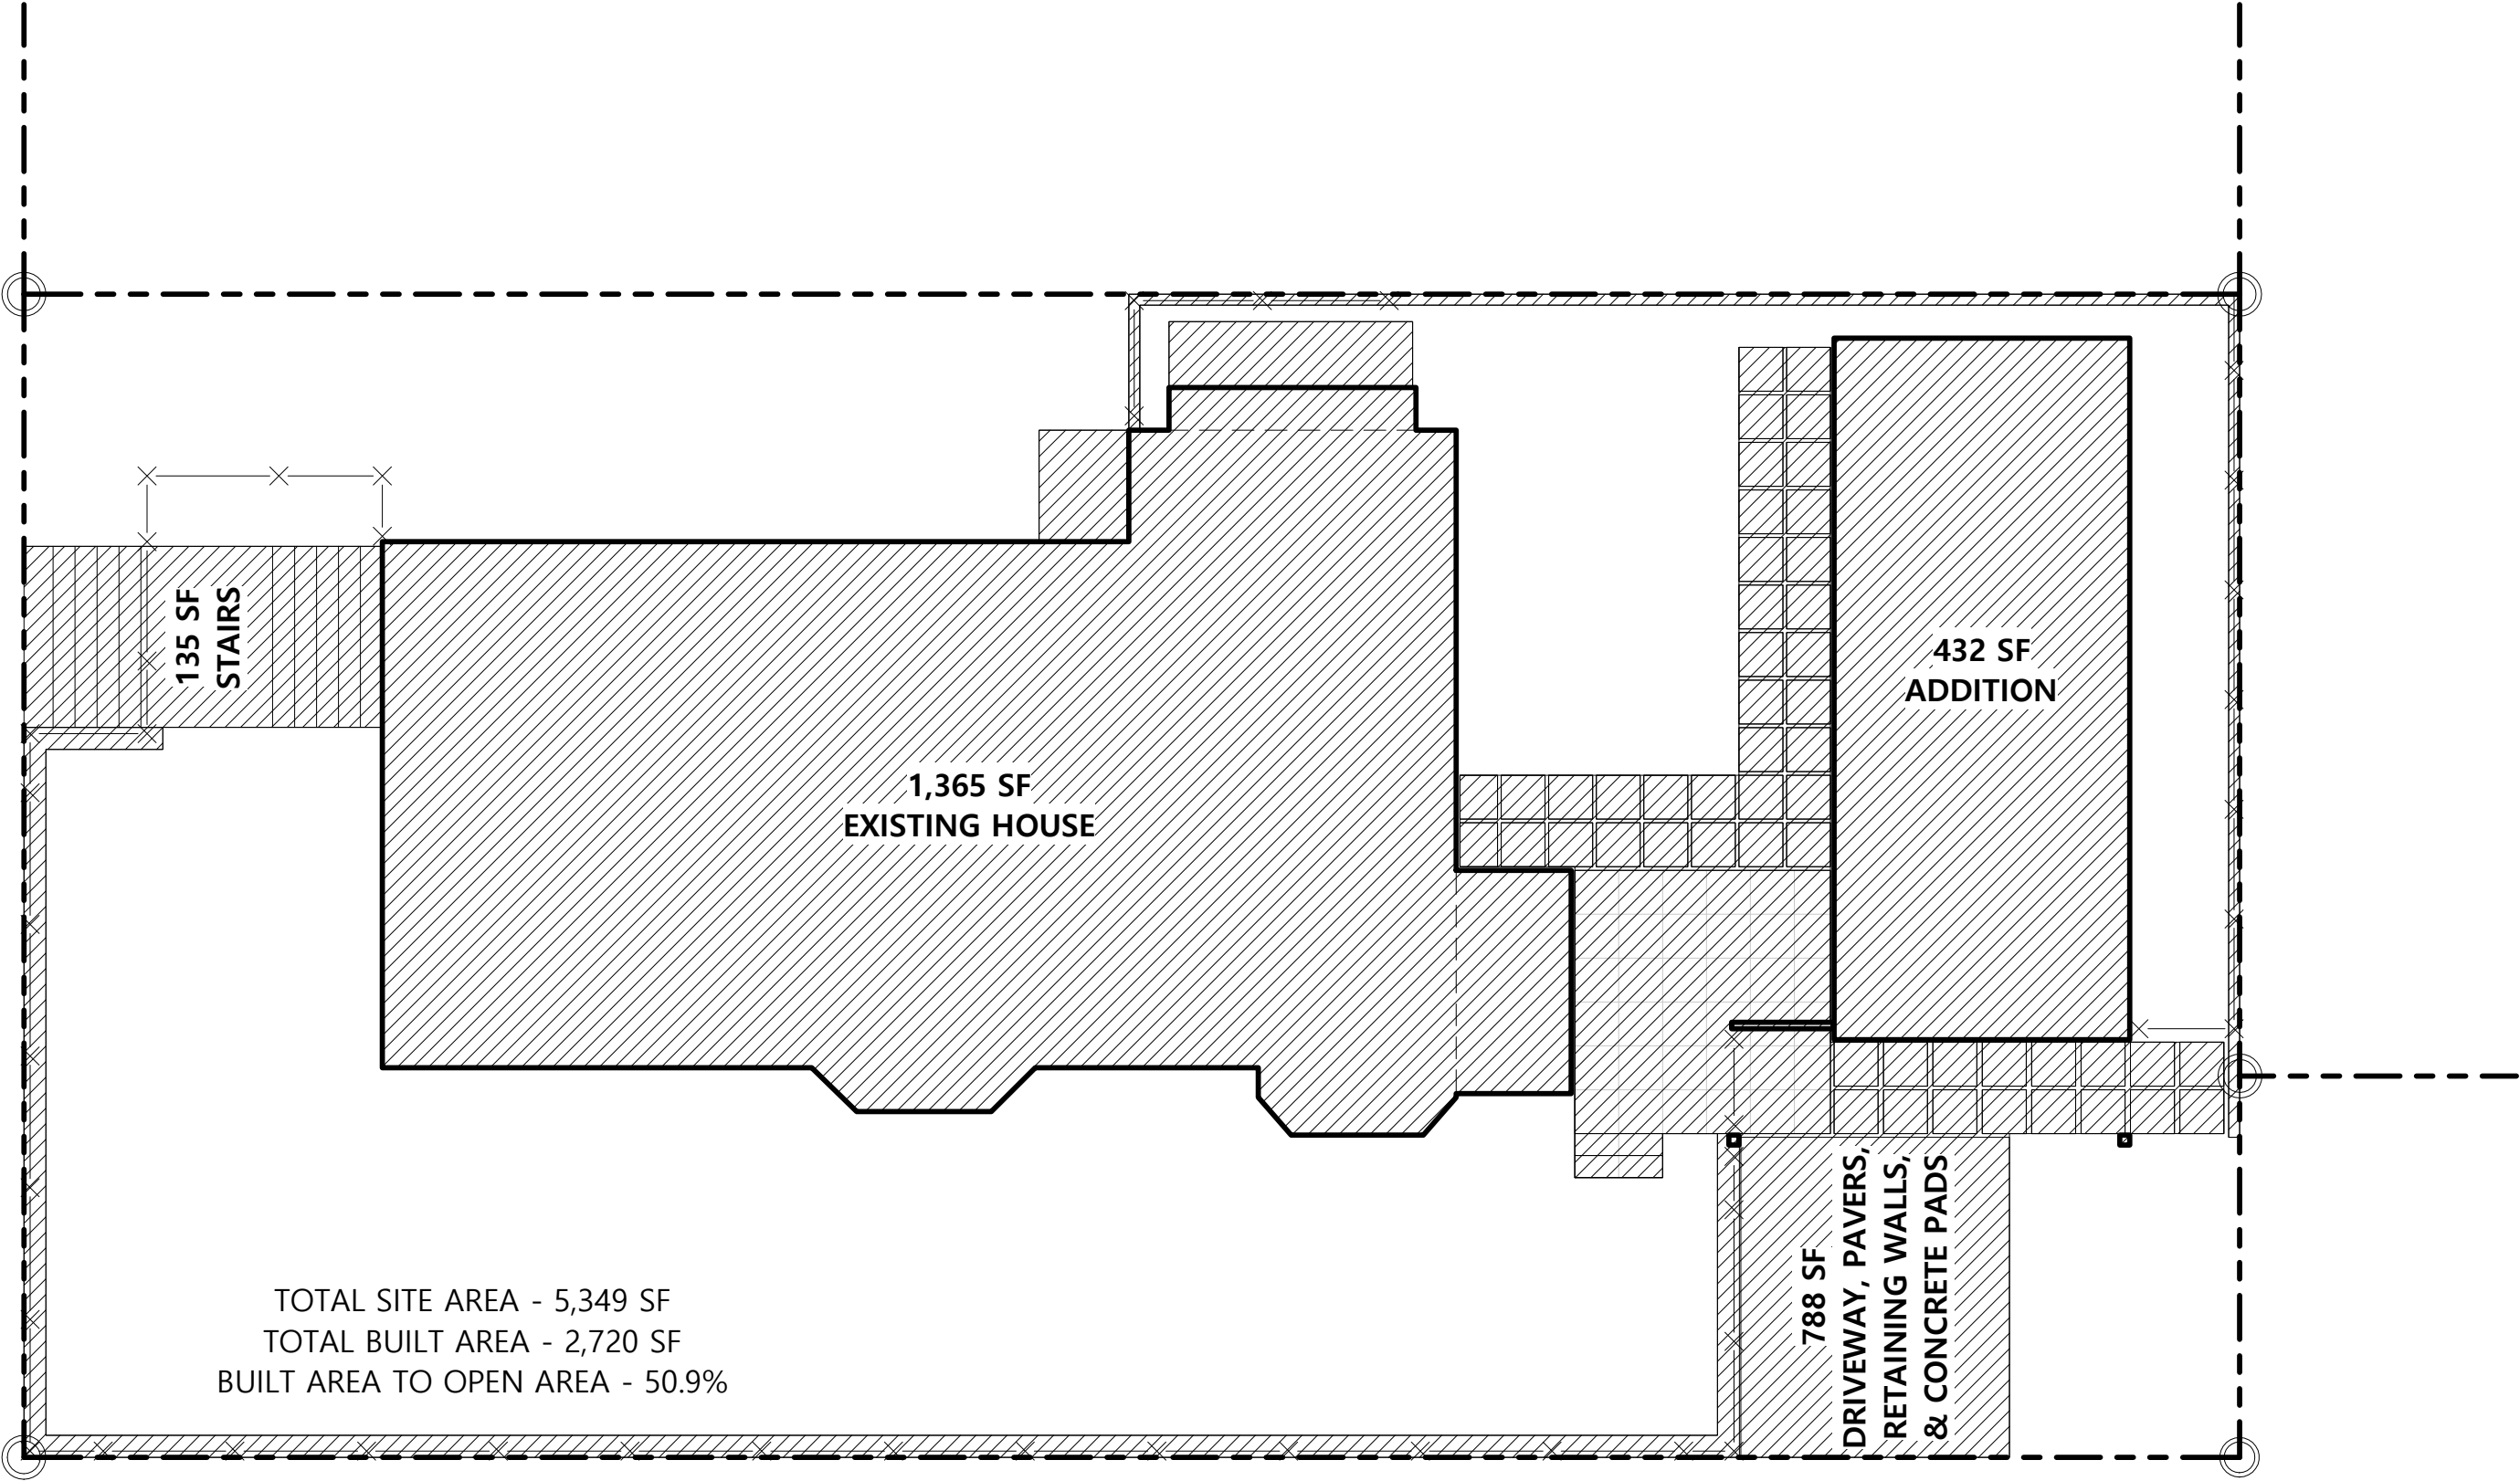 135 SF
STAIRS
432 SF
ADDITION
1,365 SF
EXISTING HOUSE
788 SF
DRIVEWAY, PAVERS,
RETAINING WALLS,
& CONCRETE PADS
TOTAL SITE AREA - 5,349 SF
TOTAL BUILT AREA - 2,720 SF
BUILT AREA TO OPEN AREA - 50.9%